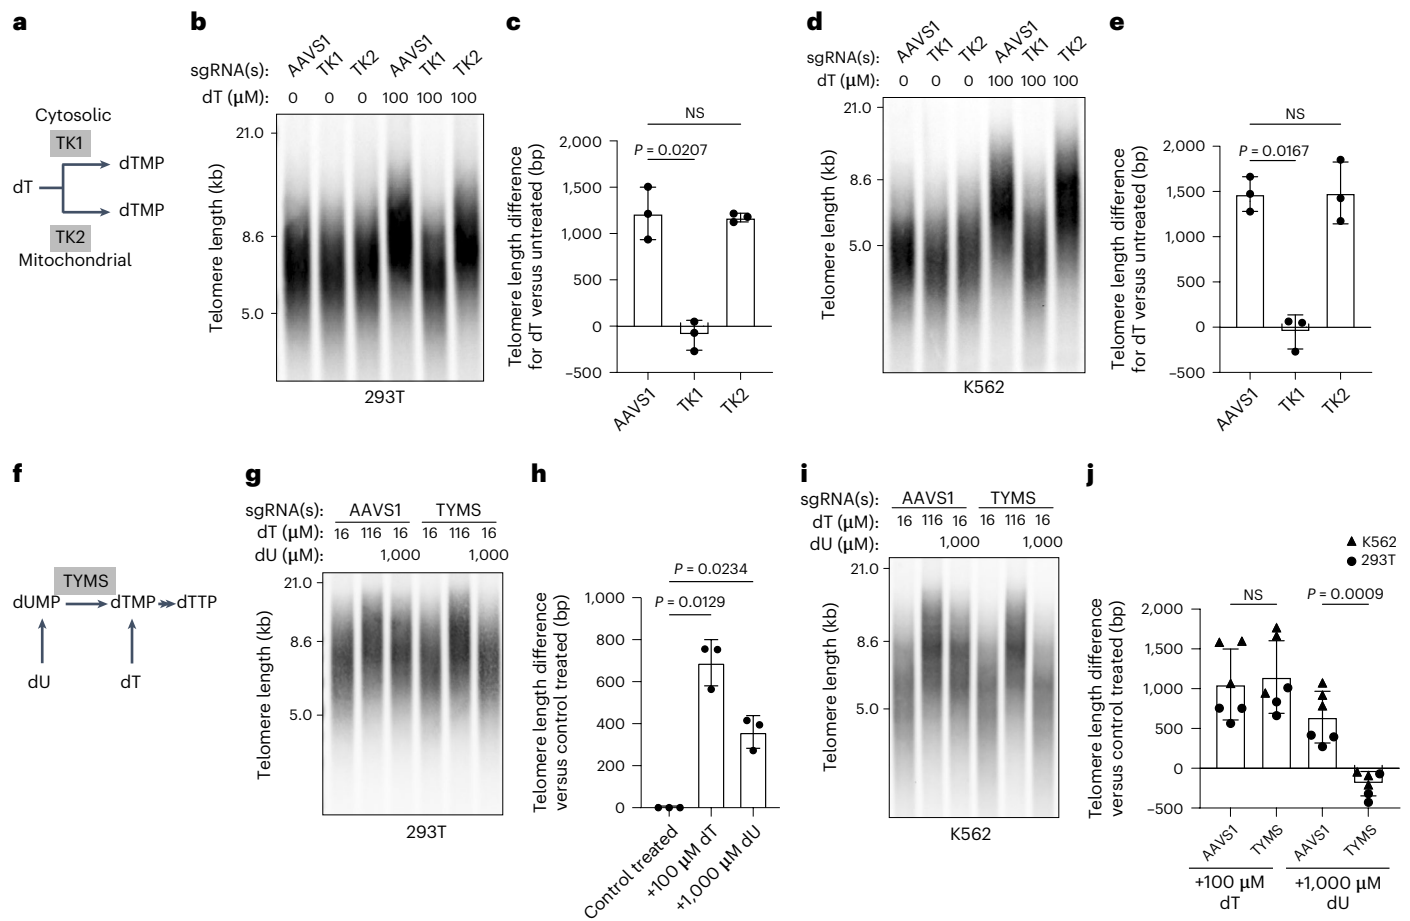 a
Cytosolic
TK1
dTMP
dT
dTMP
TK2
Mitochondrial
b
sgRNA(s): AAVS1 TK1 TK2 AAVS1 TK1 TK2
dT (μM): 0 0 0 100 100 100
Telomere length (kb)
21.0
8.6
5.0
293T
c
Telomere length difference
for dT versus untreated (bp)
NS
P = 0.0207
2,000
1,500
1,000
500
0
−500
AAVS1 TK1 TK2
d
sgRNA(s): AAVS1 TK1 TK2 AAVS1 TK1 TK2
dT (μM): 0 0 0 100 100 100
Telomere length (kb)
21.0
8.6
5.0
K562
e
Telomere length difference
for dT versus untreated (bp)
NS
P = 0.0167
2,000
1,500
1,000
500
0
−500
AAVS1 TK1 TK2
f
TYMS
dUMP dTMP dTTP
dU dT
g
sgRNA(s): AAVS1 TYMS
dT (μM): 16 116 16 16 116 16
dU (μM): 1,000 1,000
Telomere length (kb)
21.0
8.6
5.0
293T
h
Telomere length difference
versus control treated (bp)
P = 0.0234
P = 0.0129
1,000
800
600
400
200
0
Control treated
+100 μM dT
+1,000 μM dU
i
sgRNA(s): AAVS1 TYMS
dT (μM): 16 116 16 16 116 16
dU (μM): 1,000 1,000
Telomere length (kb)
21.0
8.6
5.0
K562
j
K562
293T
Telomere length difference
versus control treated (bp)
NS
P = 0.0009
2,000
1,500
1,000
500
0
−500
AAVS1 TYMS AAVS1 TYMS
+100 μM +1,000 μM
dT dU